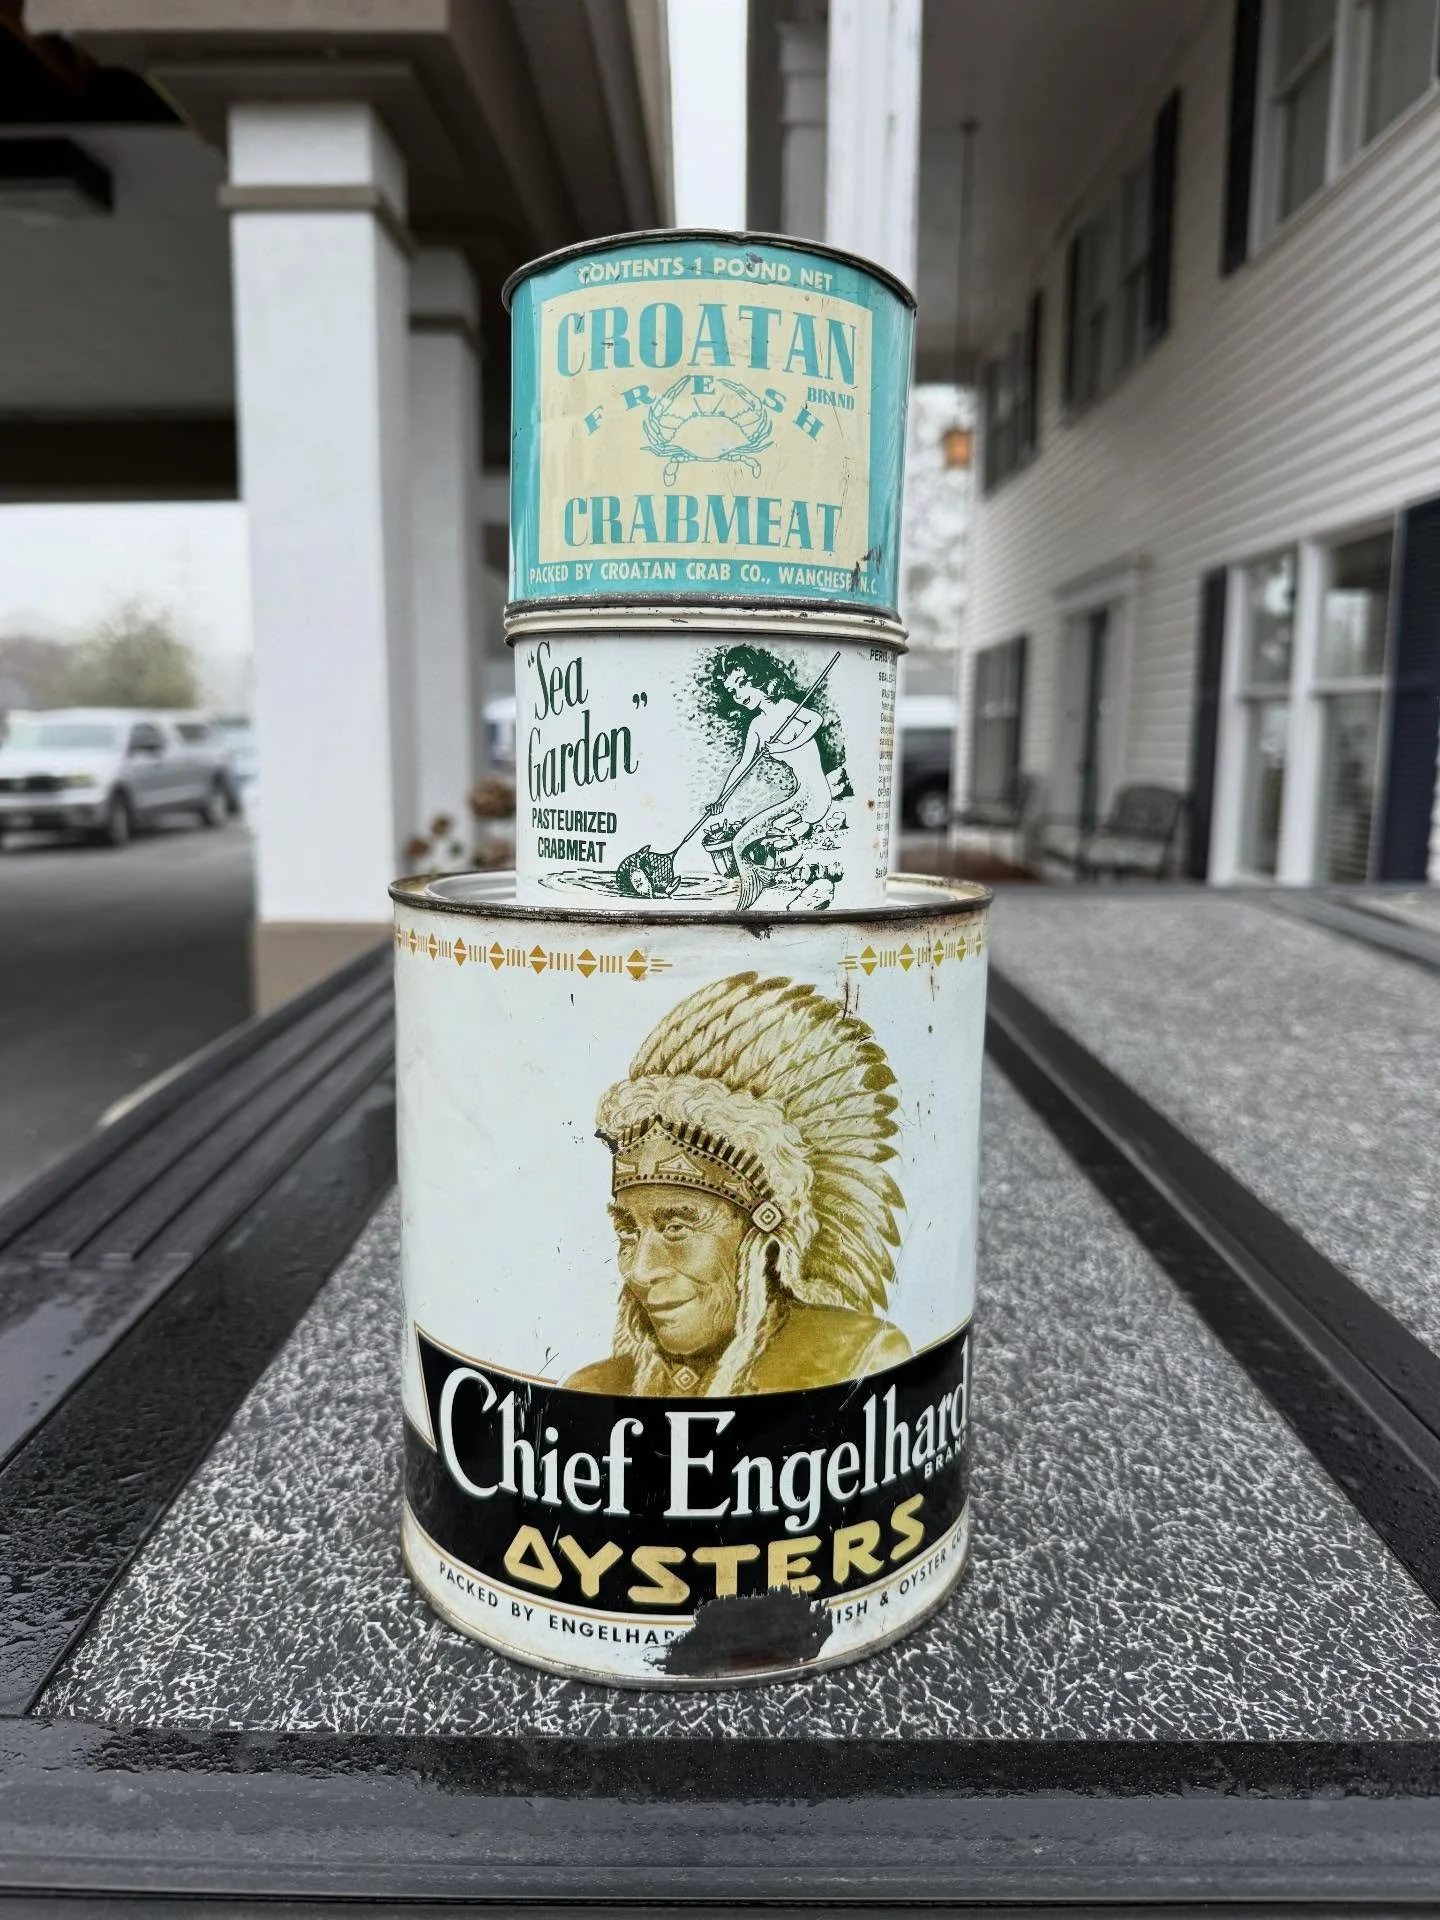 CONTENTS 1 POUND NET
CROATAN
BRAND
FRESH
CRABMEAT
PACKED BY CROATAN CRAB CO., WANCHESE N.C.
"Sea
Garden"
PASTEURIZED
CRABMEAT
Chief Engelhard
BRAND
OYSTERS
PACKED BY ENGELHARD ISH & OYSTER CO.